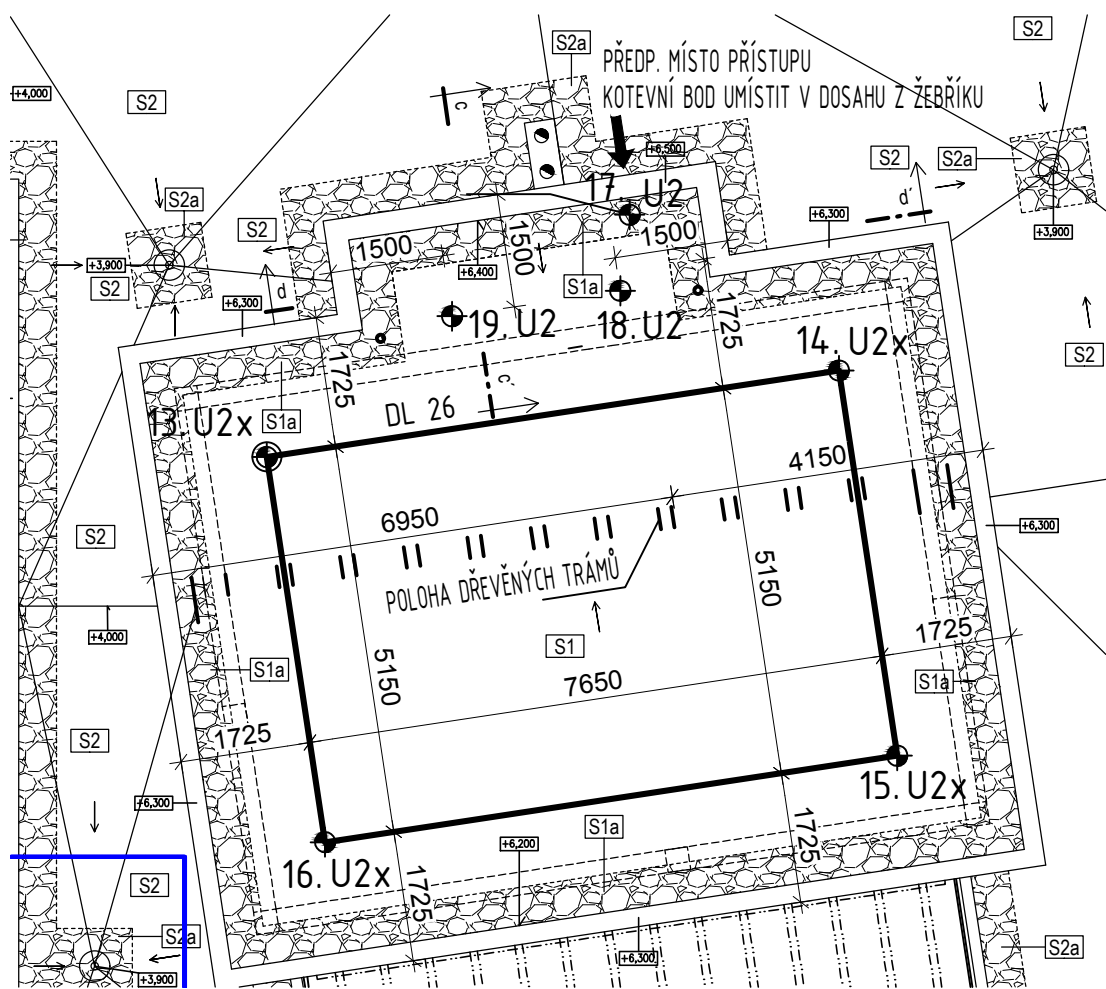 S2
S2a
PŘEDP. MÍSTO PŘÍSTUPU
KOTEVNÍ BOD UMÍSTIT V DOSAHU Z ŽEBŘÍKU
+4,000
S2
c
+6,500
S2
S2a
17. U2
S2a
d´
+6,300
+3,900
S2
1500
1500
1500
+3,900
S2
+6,400
S1a
+6,300
d
19. U2
18. U2
1725
1725
14. U2x
S2
c´
DL 26
13. U2x
S1a
4150
6950
S2
+6,300
POLOHA DŘEVĚNÝCH TRÁMŮ
5150
+4,000
S1
1725
5150
S1a
7650
S1a
1725
S2
15. U2x
+6,300
S1a
1725
+6,200
16. U2x
1725
S2
S2a
+6,300
S2a
+3,900